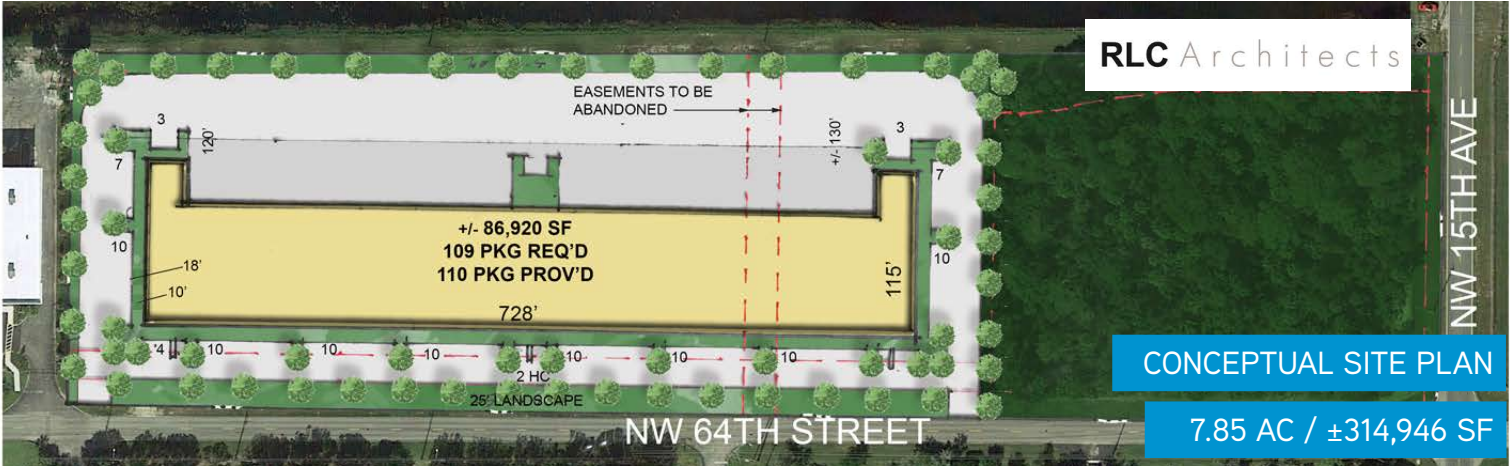 RLC Architects
EASEMENTS TO BE
ABANDONED
3
120'
+/- 130'
3
7
7
+/- 86,920 SF
109 PKG REQ'D
110 PKG PROV'D
10
10
18'
10'
115'
728'
4
10
10
10
10
10
10
2 HC
25' LANDSCAPE
NW 64TH STREET
NW 15TH AVE
CONCEPTUAL SITE PLAN
7.85 AC / ±314,946 SF